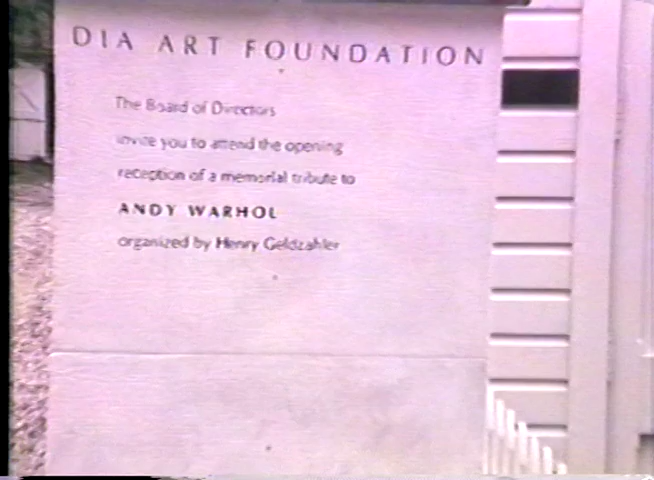 DIA ART FOUNDATION
The Board of Directors
invite you to attend the opening
reception of a memorial tribute to
ANDY WARHOL
organized by Henry Geldzahler